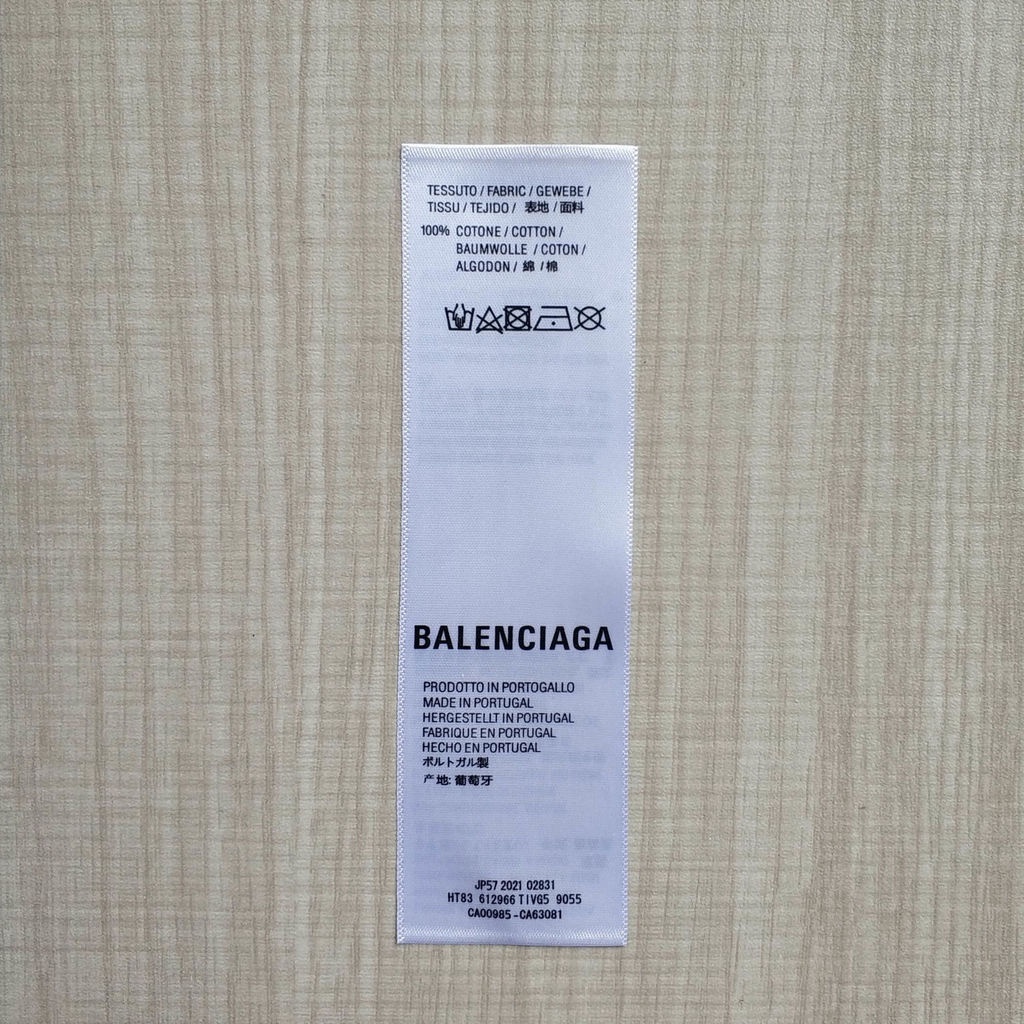 TESSUTO / FABRIC / GEWEBE /
TISSU / TEJIDO / 表地 / 面料
100% COTONE / COTTON /
BAUMWOLLE / COTON /
ALGODON / 綿 / 棉
BALENCIAGA
PRODOTTO IN PORTOGALLO
MADE IN PORTUGAL
HERGESTELLT IN PORTUGAL
FABRIQUE EN PORTUGAL
HECHO EN PORTUGAL
ポルトガル製
产地: 葡萄牙
JP57 2021 02831
HT83 612966 TIVG5 9055
CA00985 - CA63081